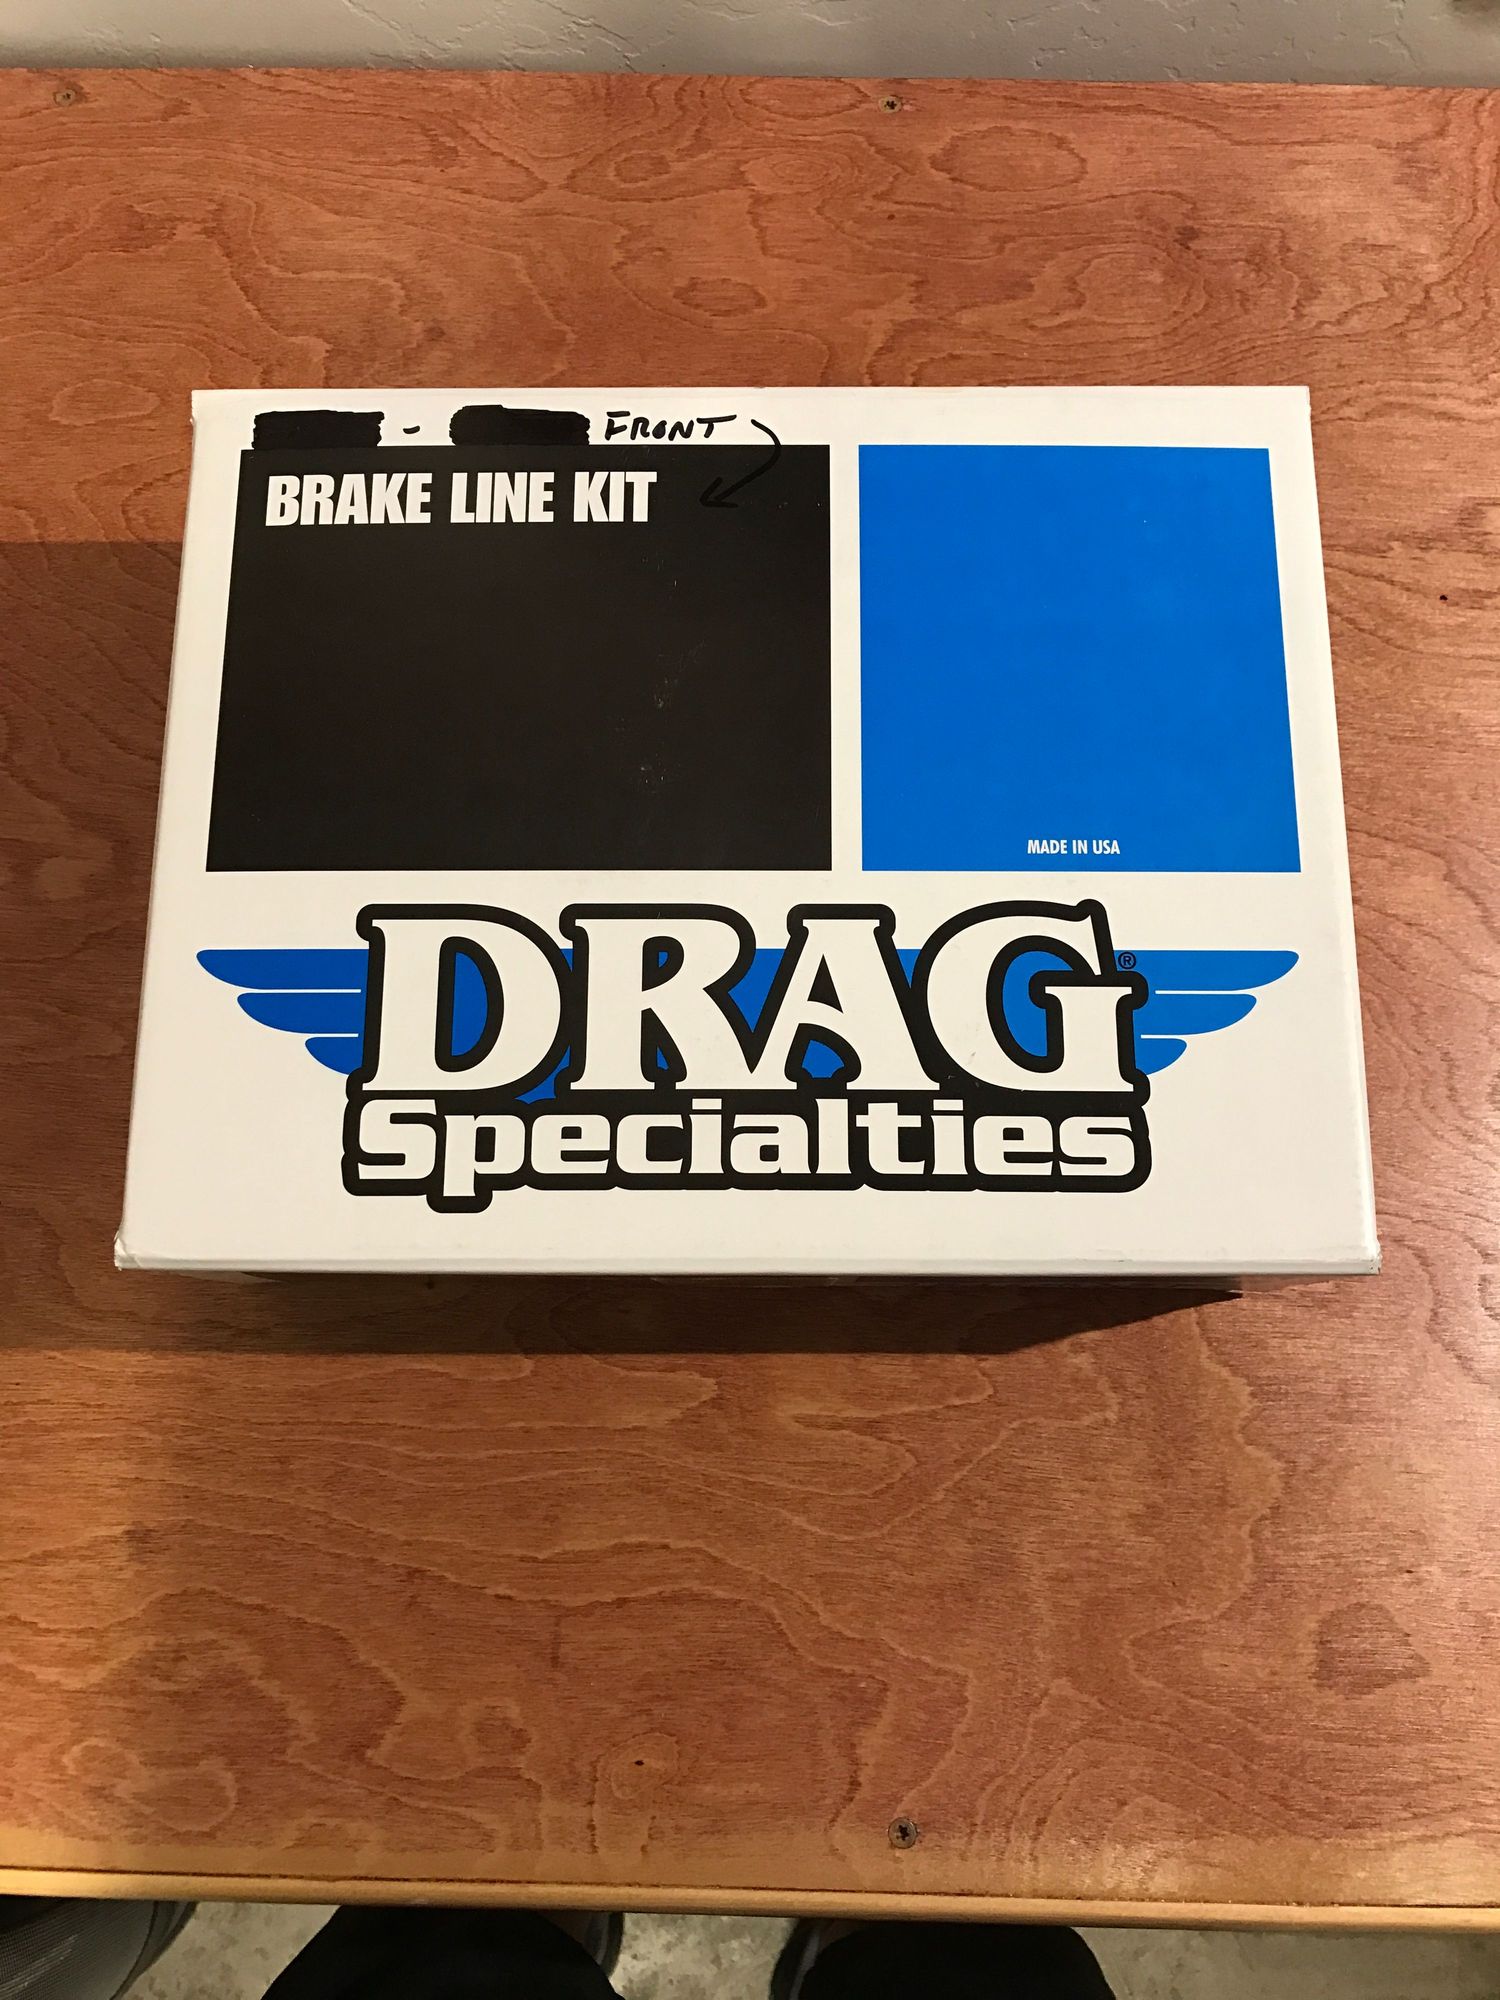 - FRONT
BRAKE LINE KIT
MADE IN USA
DRAG®
Specialties